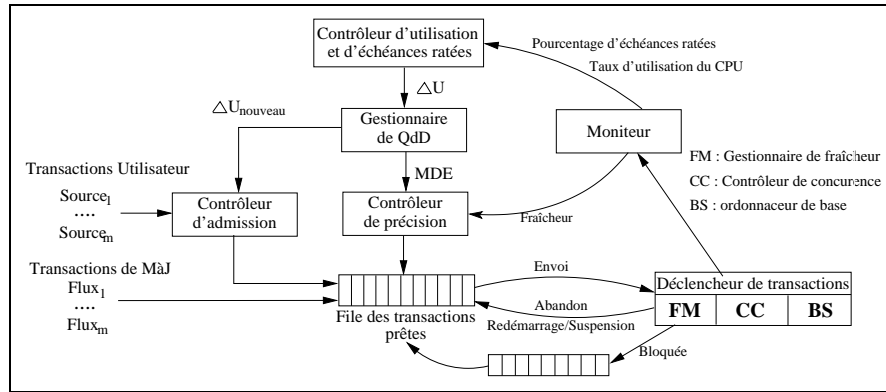 Contrôleur d'utilisation
et d'échéances ratées
Pourcentage d'échéances ratées
Taux d'utilisation du CPU
△U
△U nouveau
Gestionnaire
de QdD
Moniteur
FM : Gestionnaire de fraîcheur
CC : Contrôleur de concurence
BS : ordonnaceur de base
MDE
Transactions Utilisateur
Source1
....
Sourcem
Contrôleur
d'admission
Contrôleur
de précision
Fraîcheur
Transactions de MàJ
Flux1
....
Fluxm
File des transactions
prêtes
Envoi
Abandon
Redémarrage/Suspension
Déclencheur de transactions
FM CC BS
Bloquée